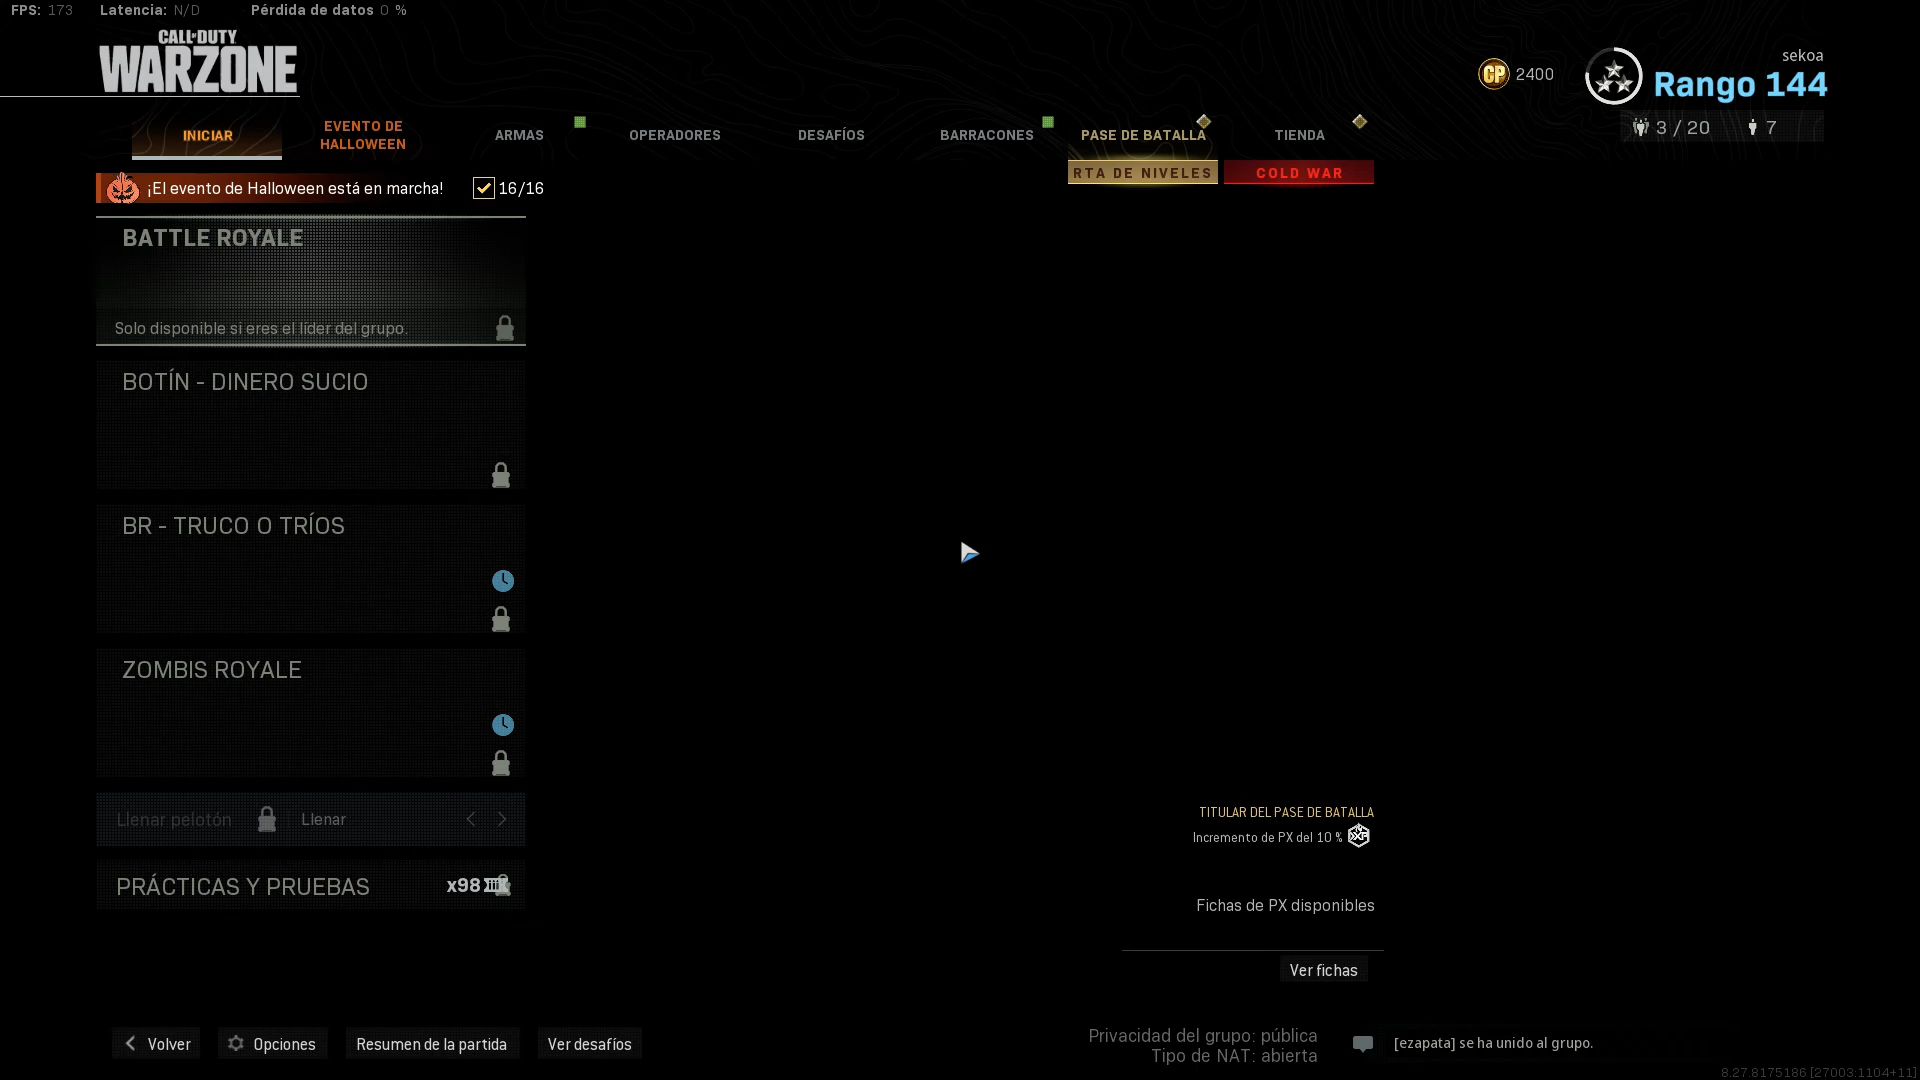 FPS: 173 Latencia: N/D Pérdida de datos 0 %
CALL OF DUTY
WARZONE
2400
sekoa
Rango 144
3 / 20 7
INICIAR
EVENTO DE
HALLOWEEN
ARMAS
OPERADORES
DESAFÍOS
BARRACONES
PASE DE BATALLA
TIENDA
RTA DE NIVELES
COLD WAR
¡El evento de Halloween está en marcha! 16/16
BATTLE ROYALE
Solo disponible si eres el líder del grupo.
BOTÍN - DINERO SUCIO
BR - TRUCO O TRÍOS
ZOMBIS ROYALE
Llenar pelotón Llenar
PRÁCTICAS Y PRUEBAS x98
TITULAR DEL PASE DE BATALLA
Incremento de PX del 10 %
Fichas de PX disponibles
Ver fichas
Volver
Opciones
Resumen de la partida
Ver desafíos
Privacidad del grupo: pública
Tipo de NAT: abierta
[ezapata] se ha unido al grupo.
8.27.8175186 [27003:1104+11]